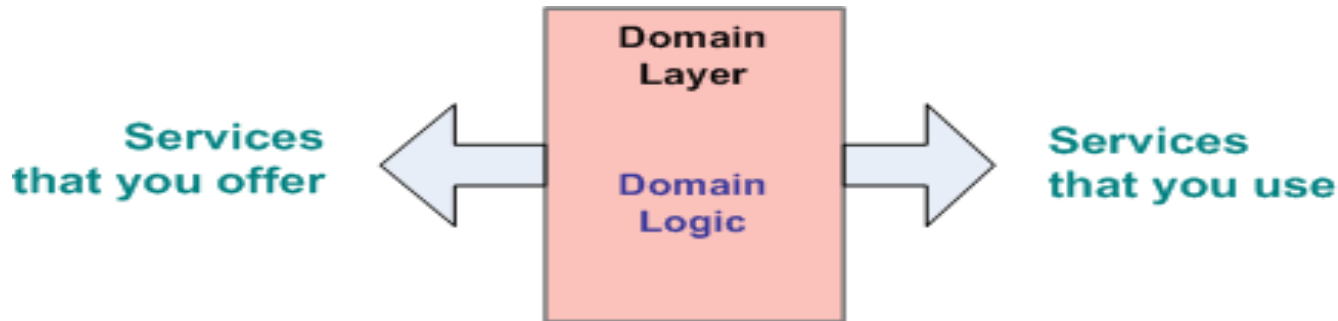 Domain
Layer
Services
that you offer
Domain
Logic
Services
that you use